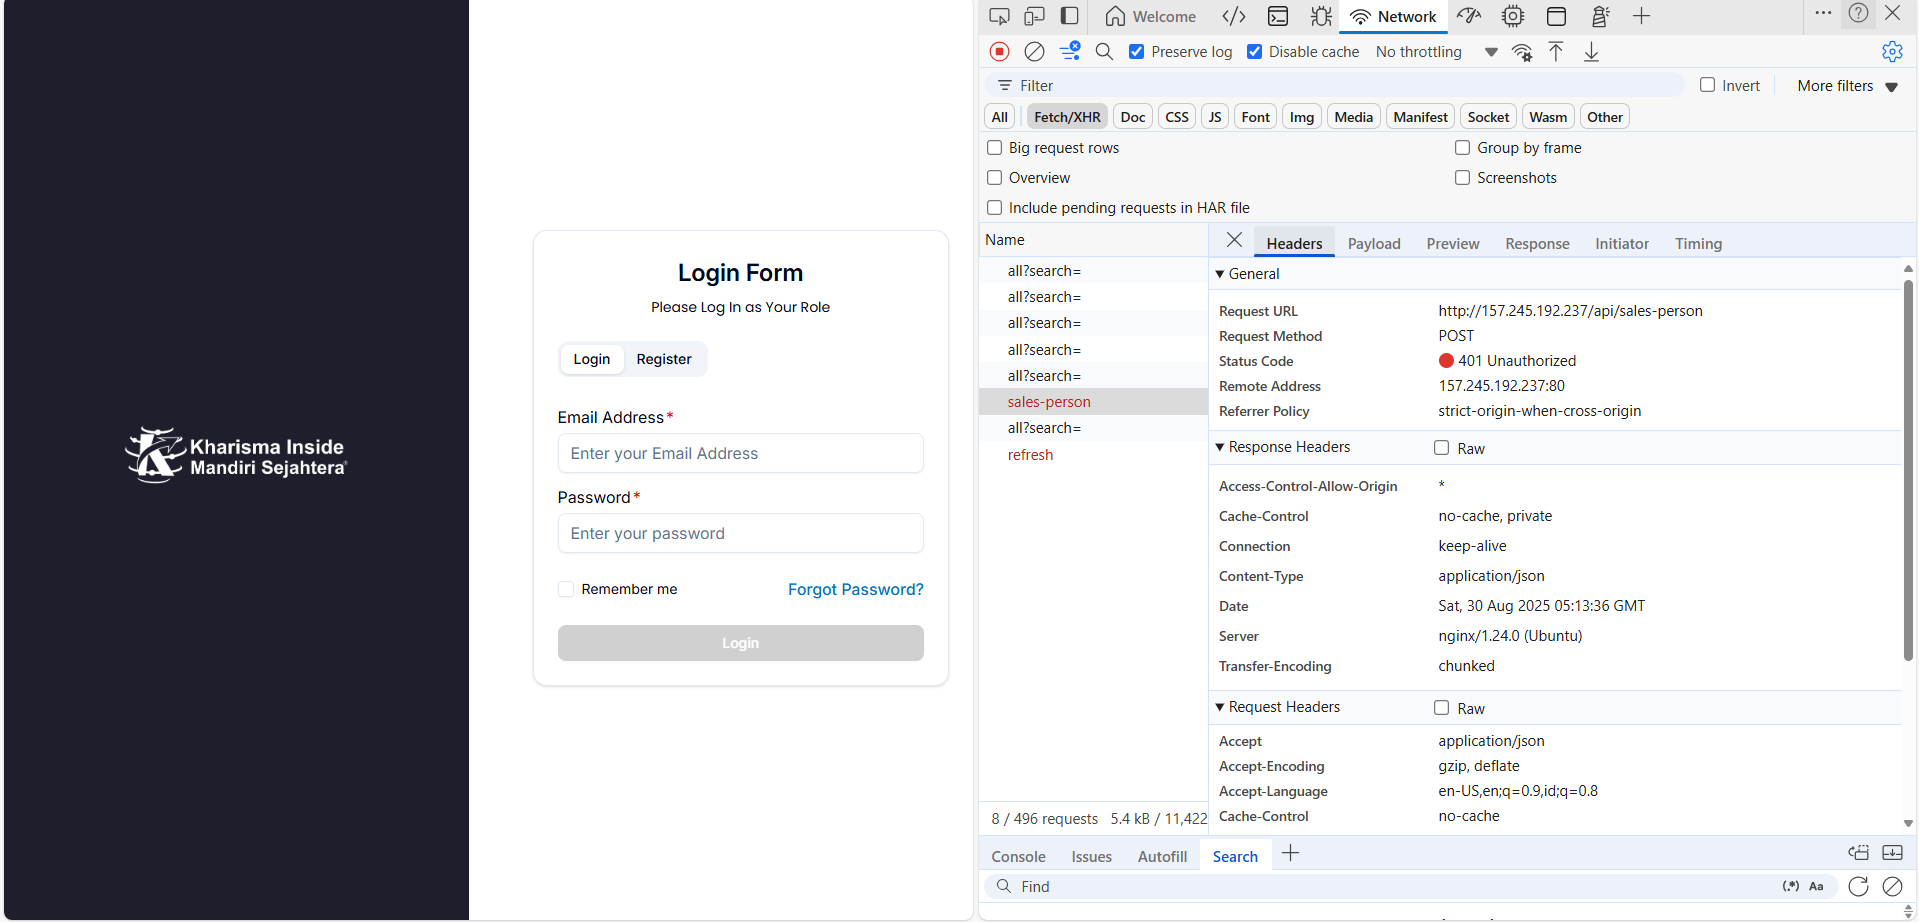 Kharisma Inside
Mandiri Sejahtera®
Login Form
Please Log In as Your Role
Login Register
Email Address*
Enter your Email Address
Password*
Enter your password
Remember me Forgot Password?
Login
Welcome Network
Preserve log Disable cache No throttling
Filter Invert More filters
All Fetch/XHR Doc CSS JS Font Img Media Manifest Socket Wasm Other
Big request rows Group by frame
Overview Screenshots
Include pending requests in HAR file
Name
all?search=
all?search=
all?search=
all?search=
all?search=
sales-person
all?search=
refresh
8 / 496 requests 5.4 kB / 11,422
Headers Payload Preview Response Initiator Timing
General
Request URL http://157.245.192.237/api/sales-person
Request Method POST
Status Code 401 Unauthorized
Remote Address 157.245.192.237:80
Referrer Policy strict-origin-when-cross-origin
Response Headers Raw
Access-Control-Allow-Origin *
Cache-Control no-cache, private
Connection keep-alive
Content-Type application/json
Date Sat, 30 Aug 2025 05:13:36 GMT
Server nginx/1.24.0 (Ubuntu)
Transfer-Encoding chunked
Request Headers Raw
Accept application/json
Accept-Encoding gzip, deflate
Accept-Language en-US,en;q=0.9,id;q=0.8
Cache-Control no-cache
Console Issues Autofill Search
Find (.*) Aa